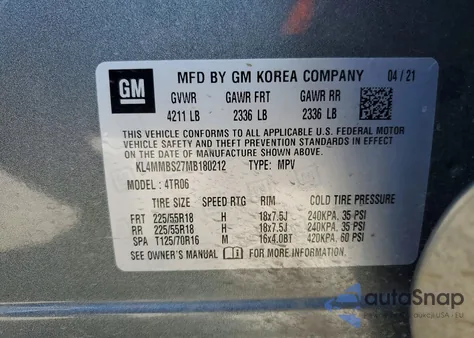 GM
MFD BY GM KOREA COMPANY 04/21
GVWR GAWR FRT GAWR RR
4211 LB 2336 LB 2336 LB
THIS VEHICLE CONFORMS TO ALL APPLICABLE U.S. FEDERAL MOTOR
VEHICLE SAFETY AND THEFT PREVENTION STANDARDS IN EFFECT ON
THE DATE OF MANUFACTURE SHOWN ABOVE.
KL4MMBS27MB180212 TYPE: MPV
MODEL: 4TR06
TIRE SIZE SPEED RTG RIM COLD TIRE PRESSURE
FRT 225/55R18 H 18x7.5J 240KPA, 35 PSI
RR 225/55R18 H 18x7.5J 240KPA, 35 PSI
SPA T125/70R16 M 16x4.0BT 420KPA, 60 PSI
SEE OWNER'S MANUAL i FOR MORE INFORMATION.
autoSnap